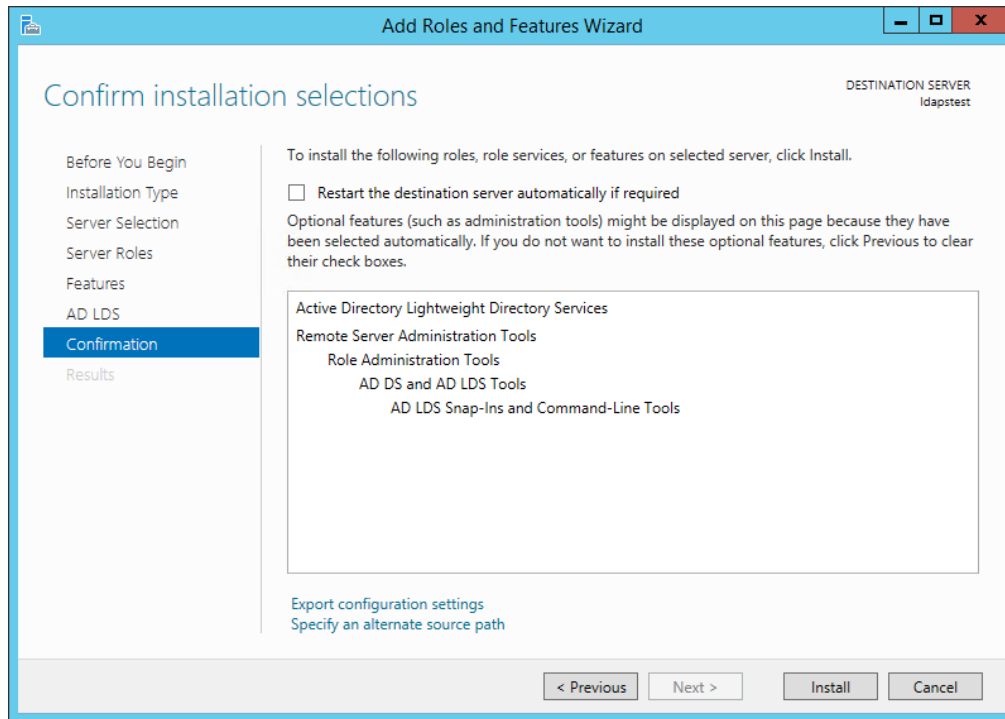 Add Roles and Features Wizard
Confirm installation selections
DESTINATION SERVER
ldapstest
Before You Begin
Installation Type
Server Selection
Server Roles
Features
AD LDS
Confirmation
Results
To install the following roles, role services, or features on selected server, click Install.
Restart the destination server automatically if required
Optional features (such as administration tools) might be displayed on this page because they have
been selected automatically. If you do not want to install these optional features, click Previous to clear
their check boxes.
Active Directory Lightweight Directory Services
Remote Server Administration Tools
Role Administration Tools
AD DS and AD LDS Tools
AD LDS Snap-Ins and Command-Line Tools
Export configuration settings
Specify an alternate source path
< Previous
Next >
Install
Cancel